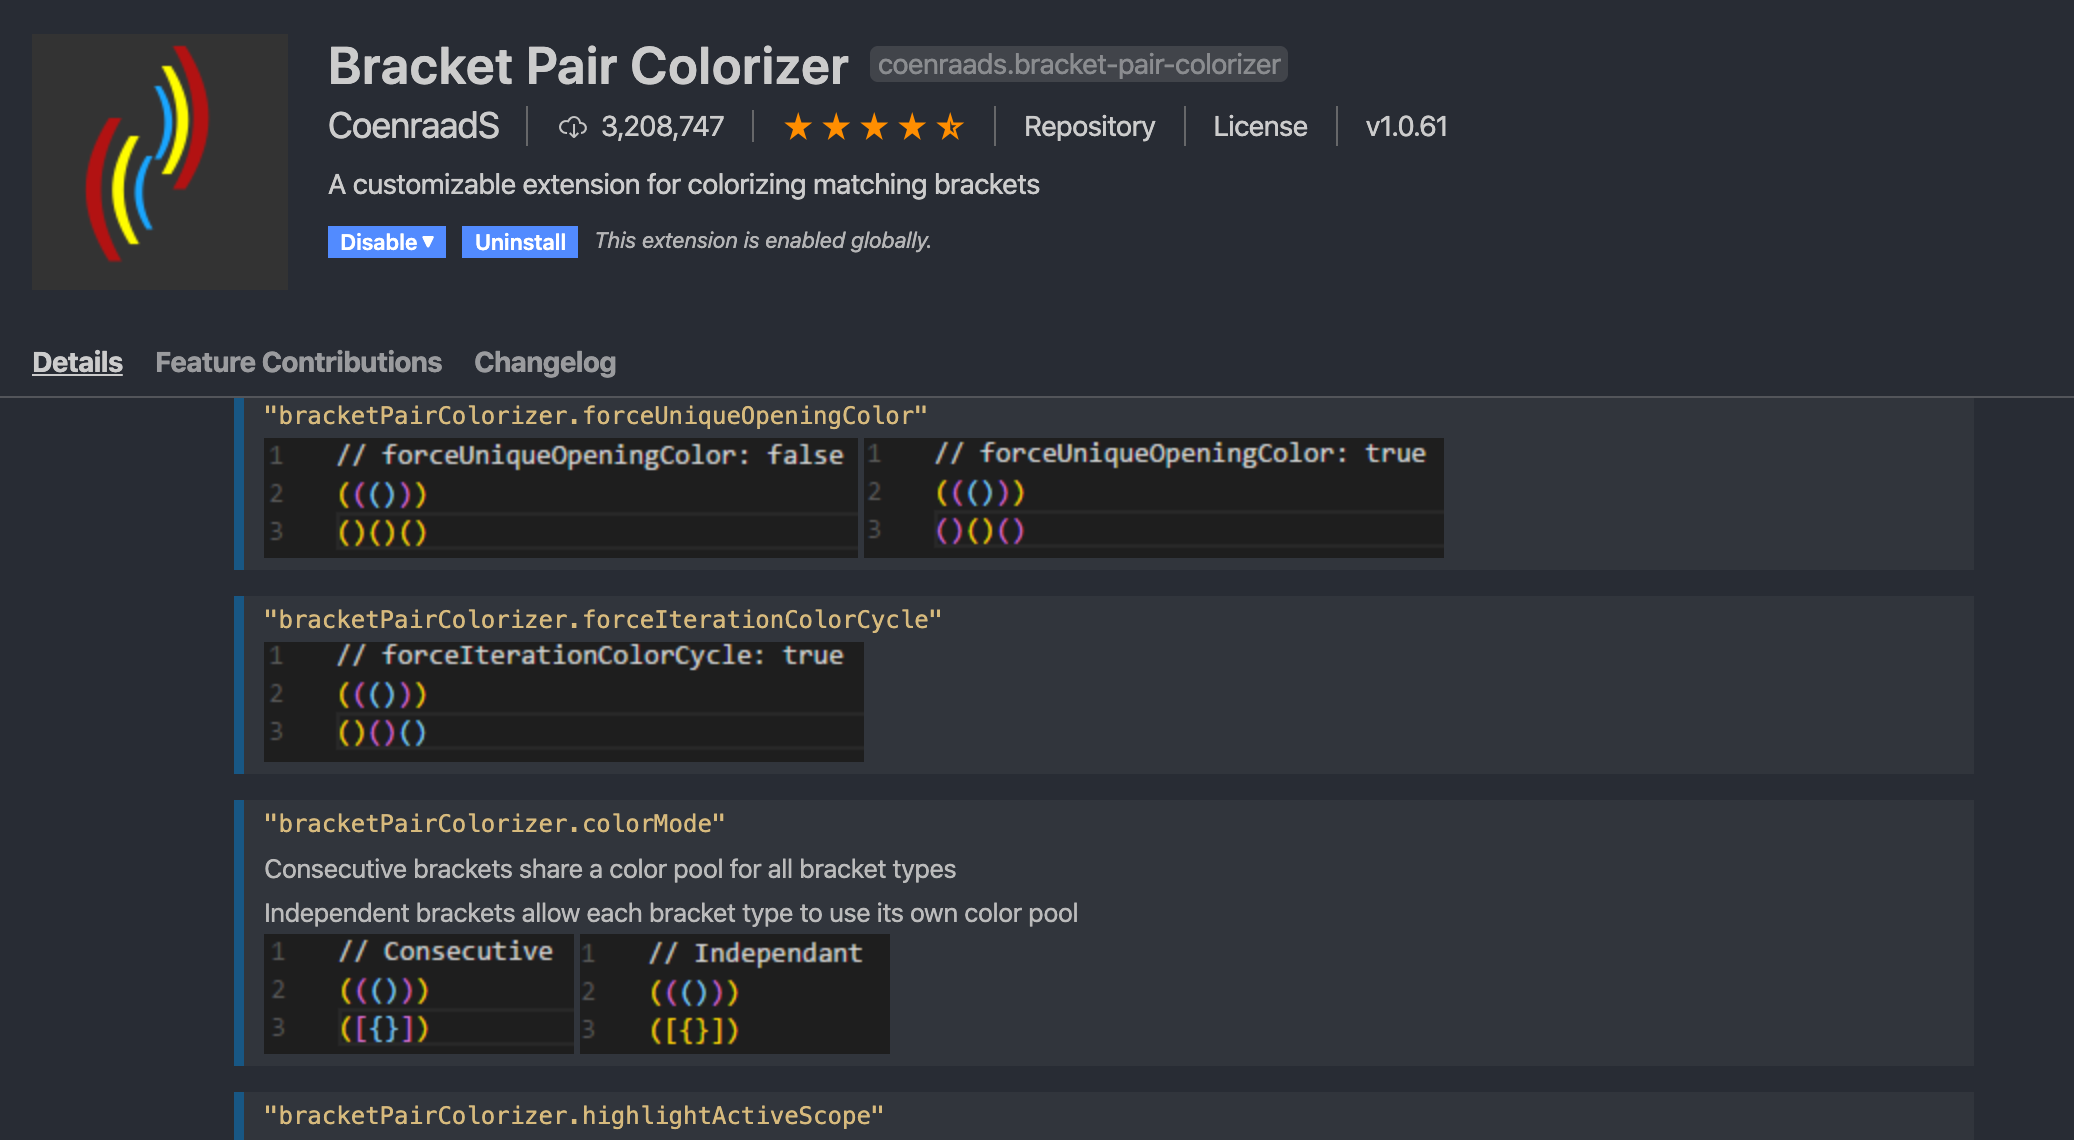 Bracket Pair Colorizer coenraads.bracket-pair-colorizer
CoenraadS 3,208,747 Repository License v1.0.61
A customizable extension for colorizing matching brackets
Disable ▼ Uninstall This extension is enabled globally.
Details Feature Contributions Changelog
"bracketPairColorizer.forceUniqueOpeningColor"
1 // forceUniqueOpeningColor: false
2 ((()))
3 ()()()
1 // forceUniqueOpeningColor: true
2 ((()))
3 ()()()
"bracketPairColorizer.forceIterationColorCycle"
1 // forceIterationColorCycle: true
2 ((()))
3 ()()()
"bracketPairColorizer.colorMode"
Consecutive brackets share a color pool for all bracket types
Independent brackets allow each bracket type to use its own color pool
1 // Consecutive
2 ((()))
3 ([{}])
1 // Independant
2 ((()))
3 ([{}])
"bracketPairColorizer.highlightActiveScope"